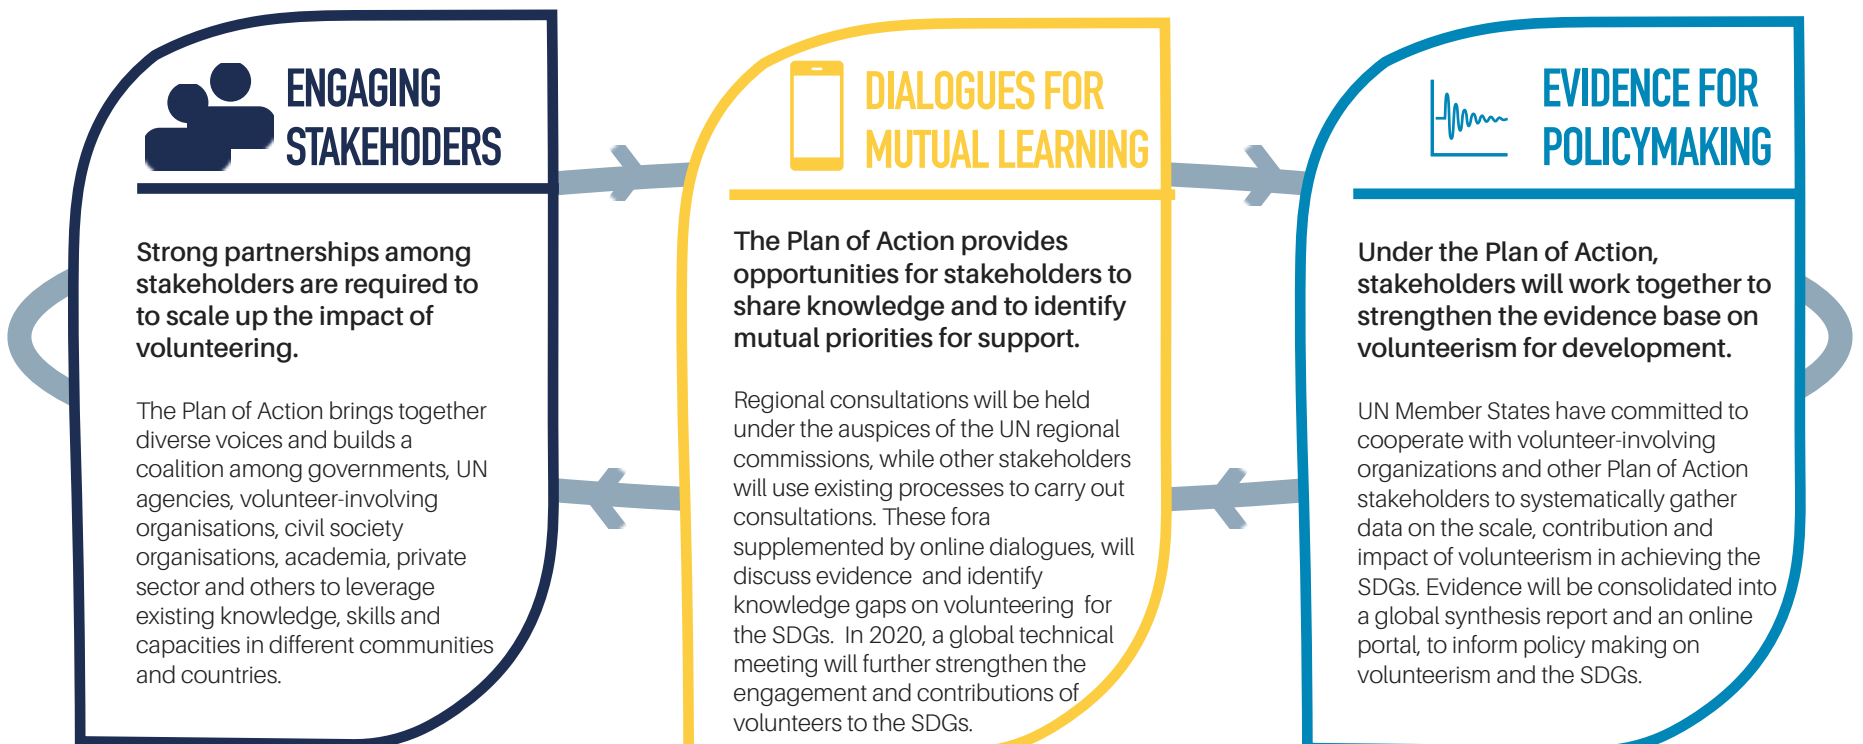 ENGAGING
STAKEHODERS
Strong partnerships among
stakeholders are required to
to scale up the impact of
volunteering.
The Plan of Action brings together
diverse voices and builds a
coalition among governments, UN
agencies, volunteer-involving
organisations, civil society
organisations, academia, private
sector and others to leverage
existing knowledge, skills and
capacities in different communities
and countries.
DIALOGUES FOR
MUTUAL LEARNING
The Plan of Action provides
opportunities for stakeholders to
share knowledge and to identify
mutual priorities for support.
Regional consultations will be held
under the auspices of the UN regional
commissions, while other stakeholders
will use existing processes to carry out
consultations. These fora
supplemented by online dialogues, will
discuss evidence  and identify
knowledge gaps on volunteering  for
the SDGs.  In 2020, a global technical
meeting will further strengthen the
engagement and contributions of
volunteers to the SDGs.
EVIDENCE FOR
POLICYMAKING
Under the Plan of Action,
stakeholders will work together to
strengthen the evidence base on
volunteerism for development.
UN Member States have committed to
cooperate with volunteer-involving
organizations and other Plan of Action
stakeholders to systematically gather
data on the scale, contribution and
impact of volunteerism in achieving the
SDGs. Evidence will be consolidated into
a global synthesis report and an online
portal, to inform policy making on
volunteerism and the SDGs.